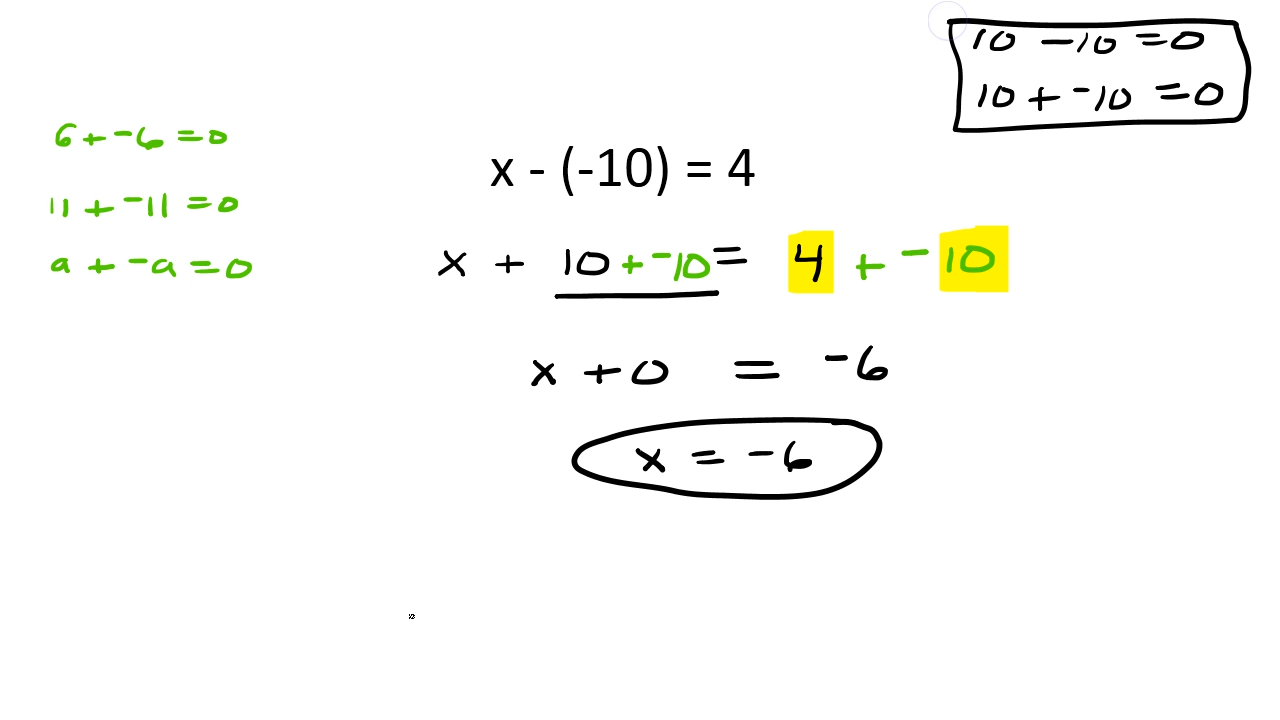 10 - 10 = 0
10 + -10 = 0
6 + -6 = 0
11 + -11 = 0
a + -a = 0
x - (-10) = 4
x + 10 + -10 = 4 + -10
x + 0 = -6
x = -6